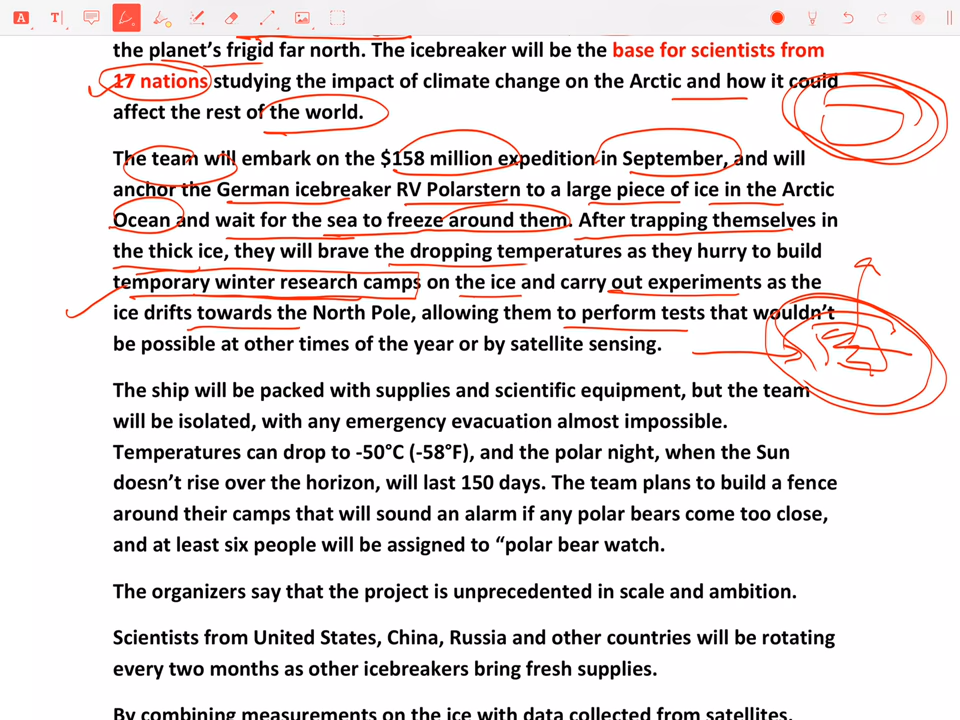 the planet's frigid far north. The icebreaker will be the base for scientists from
17 nations studying the impact of climate change on the Arctic and how it could
affect the rest of the world.
The team will embark on the $158 million expedition in September, and will
anchor the German icebreaker RV Polarstern to a large piece of ice in the Arctic
Ocean and wait for the sea to freeze around them. After trapping themselves in
the thick ice, they will brave the dropping temperatures as they hurry to build
temporary winter research camps on the ice and carry out experiments as the
ice drifts towards the North Pole, allowing them to perform tests that wouldn't
be possible at other times of the year or by satellite sensing.
The ship will be packed with supplies and scientific equipment, but the team
will be isolated, with any emergency evacuation almost impossible.
Temperatures can drop to -50°C (-58°F), and the polar night, when the Sun
doesn't rise over the horizon, will last 150 days. The team plans to build a fence
around their camps that will sound an alarm if any polar bears come too close,
and at least six people will be assigned to “polar bear watch.
The organizers say that the project is unprecedented in scale and ambition.
Scientists from United States, China, Russia and other countries will be rotating
every two months as other icebreakers bring fresh supplies.
By combining measurements on the ice with data collected from satellites,